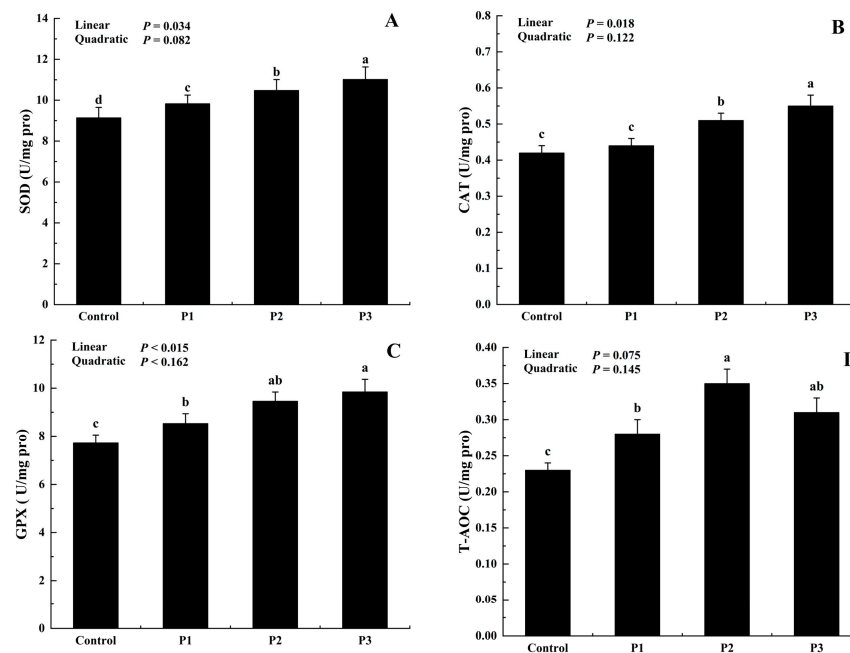 A
Linear P = 0.034
Quadratic P = 0.082
14
12
10
8
6
4
2
0
SOD (U/mg pro)
d
c
b
a
Control P1 P2 P3
B
Linear P = 0.018
Quadratic P = 0.122
0.8
0.7
0.6
0.5
0.4
0.3
0.2
0.1
0.0
CAT (U/mg pro)
c
c
b
a
Control P1 P2 P3
C
Linear P < 0.015
Quadratic P < 0.162
12
10
8
6
4
2
0
GPX ( U/mg pro)
c
b
ab
a
Control P1 P2 P3
Linear P = 0.075
Quadratic P = 0.145
0.40
0.35
0.30
0.25
0.20
0.15
0.10
0.05
0.00
T-AOC (U/mg pro)
c
b
a
ab
Control P1 P2 P3